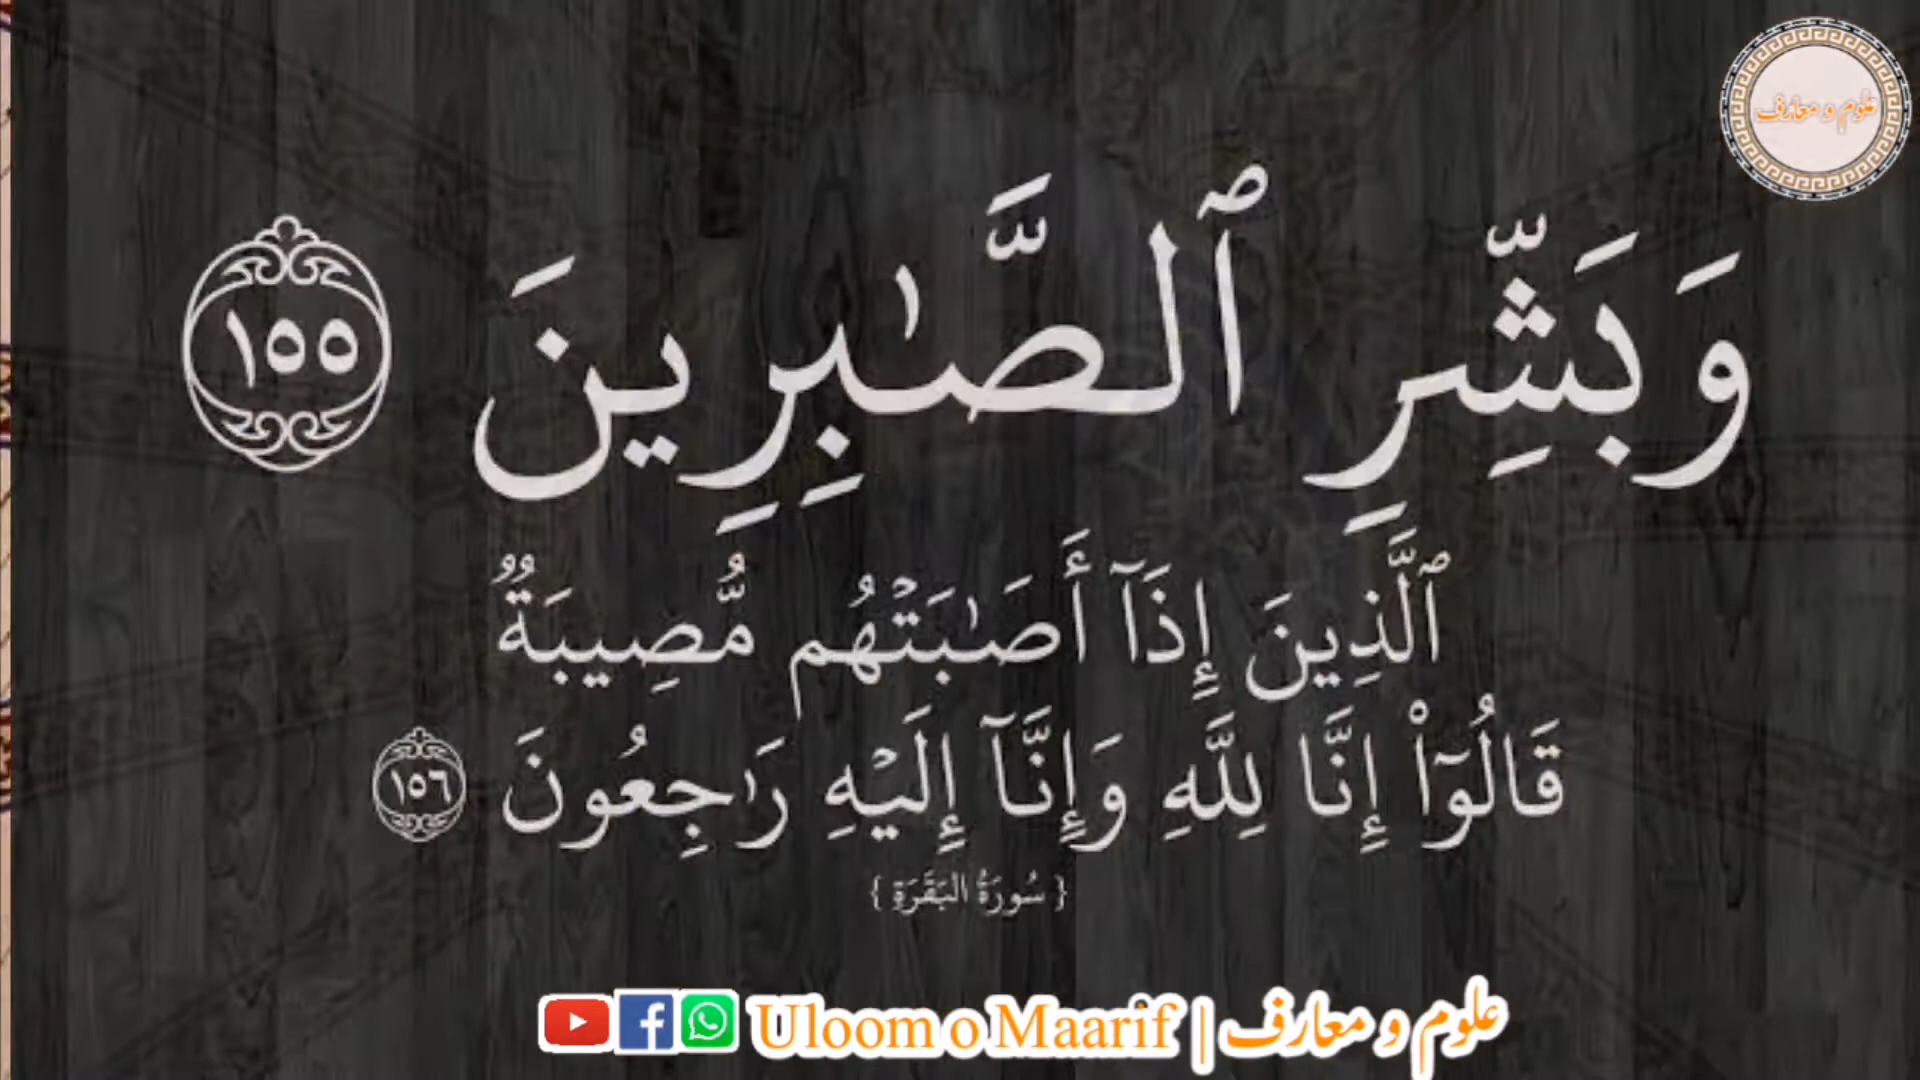 علوم و معارف
وَبَشِّرِ ٱلصَّـٰبِرِينَ ١٥٥
ٱلَّذِينَ إِذَآ أَصَـٰبَتْهُم مُّصِيبَةٌ
قَالُوٓا۟ إِنَّا لِلَّهِ وَإِنَّآ إِلَيْهِ رَٰجِعُونَ ١٥٦
{ سُورَةُ البَقَرَةِ }
Uloom o Maarif | علوم و معارف